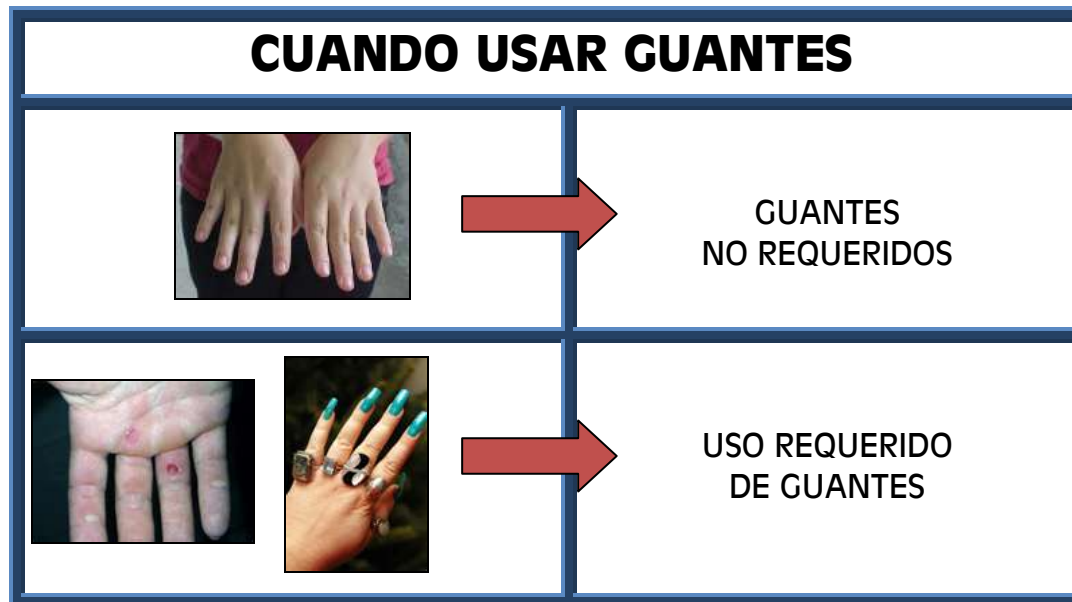 CUANDO USAR GUANTES
GUANTES
NO REQUERIDOS
USO REQUERIDO
DE GUANTES